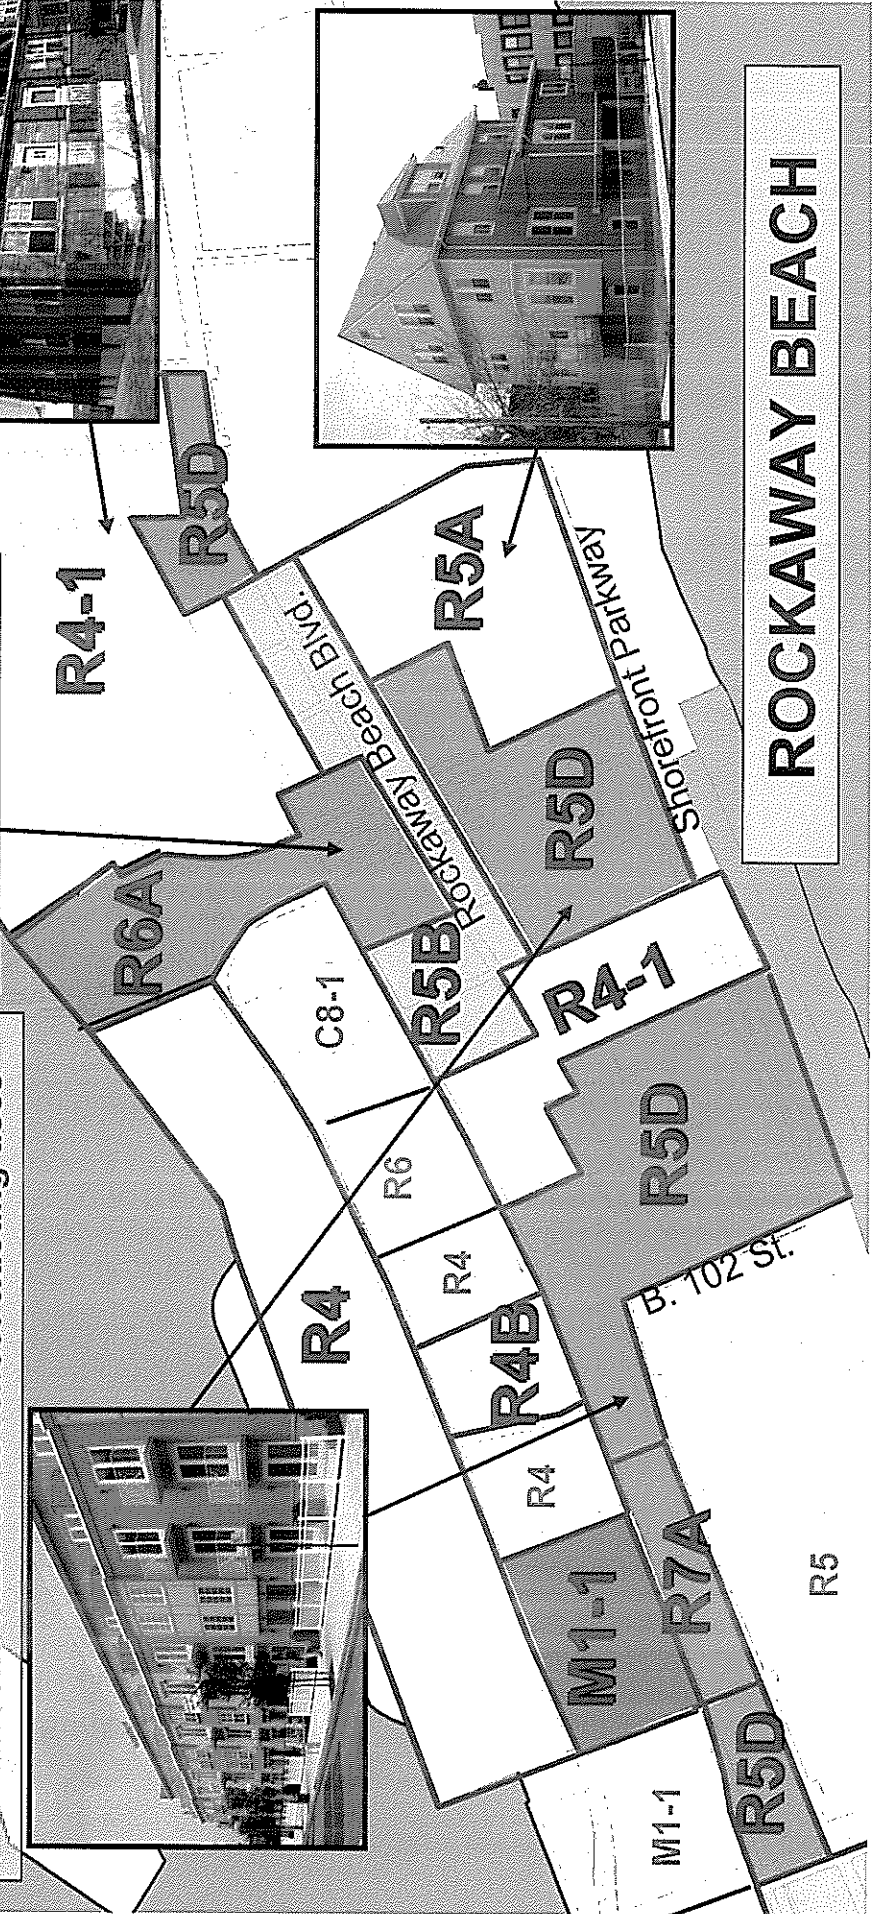 R4-1
R6A
R5D
R4
C8-1
Rockaway Beach Blvd.
R6
R5B
R4
R5A
R4B
R4
R5D
M1-1
R4-1
Shorefront Parkway
R5D
M1-1
R7A
B. 102 St.
R5D
R5
ROCKAWAY BEACH